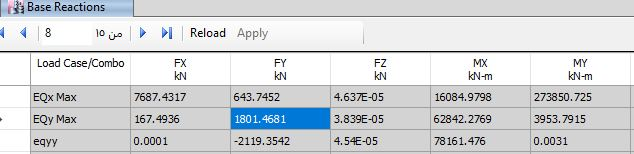 Base Reactions
8 من ١٥ Reload Apply
Load Case/Combo FX kN FY kN FZ kN MX kN-m MY kN-m
EQx Max 7687.4317 643.7452 4.637E-05 16084.9798 273850.725
EQy Max 167.4936 1801.4681 3.839E-05 62842.2769 3953.7915
eqyy 0.0001 -2119.3542 4.54E-05 78161.476 0.0031